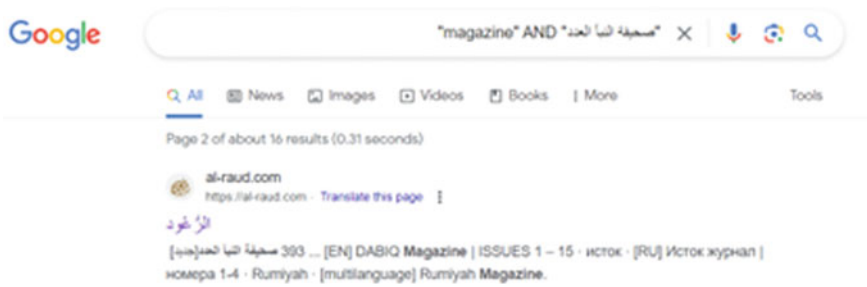 Google
"magazine" AND "صحيفة النبأ العدد"
All News Images Videos Books More Tools
Page 2 of about 16 results (0.31 seconds)
al-raud.com
https://al-raud.com · Translate this page
الرُّعُود
[جديد]صحيفة النبأ العدد 393 ... [EN] DABIQ Magazine | ISSUES 1 – 15 · исток · [RU] Исток журнал |
номера 1-4 · Rumiyah · [multilanguage] Rumiyah Magazine.